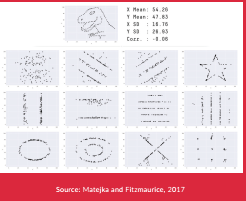 X Mean: 54.26
Y Mean: 47.83
X SD : 16.76
Y SD : 26.93
Corr. : -0.06
Source: Matejka and Fitzmaurice, 2017